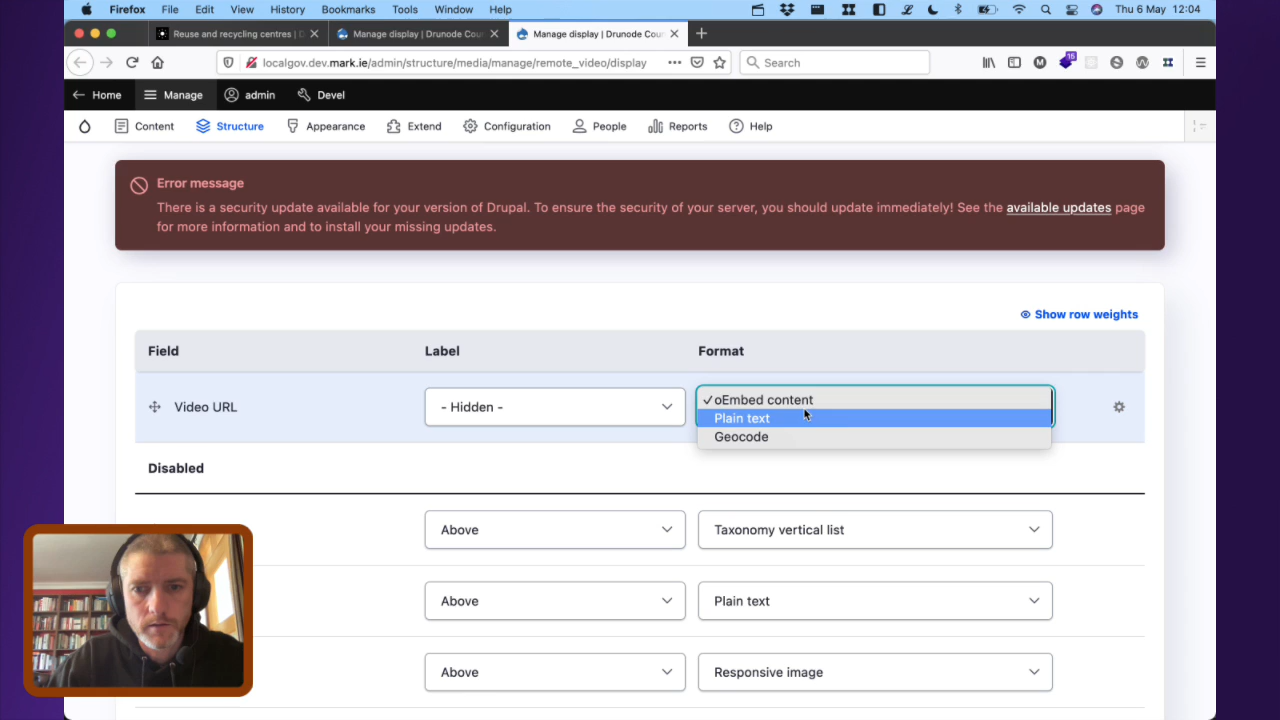 Firefox File Edit View History Bookmarks Tools Window Help Thu 6 May 12:04
Reuse and recycling centres | D
Manage display | Drunode Cou
Manage display | Drunode Cou
localgov.dev.mark.ie/admin/structure/media/manage/remote_video/display
Search
15
Home Manage admin Devel
Content Structure Appearance Extend Configuration People Reports Help
Error message
There is a security update available for your version of Drupal. To ensure the security of your server, you should update immediately! See the available updates page
for more information and to install your missing updates.
Show row weights
Field Label Format
Video URL - Hidden - ✓ oEmbed content
Plain text
Geocode
Disabled
Above Taxonomy vertical list
Above Plain text
Above Responsive image